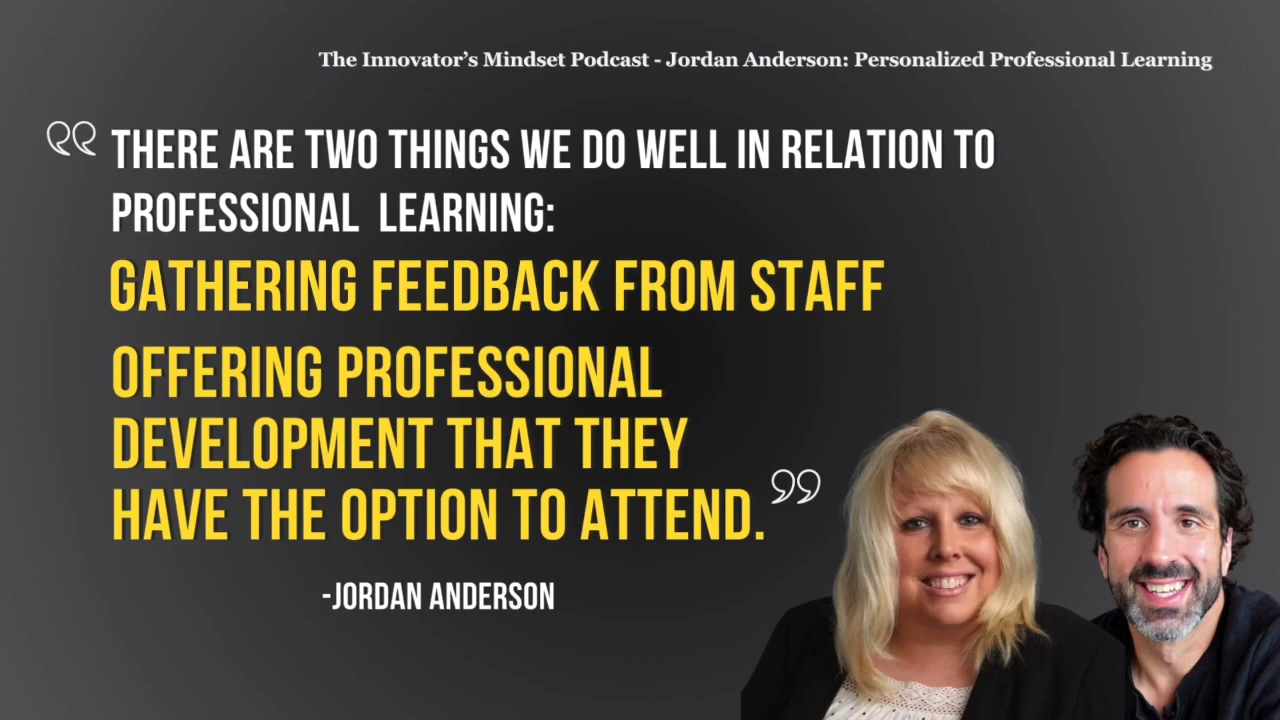 The Innovator’s Mindset Podcast - Jordan Anderson: Personalized Professional Learning
“THERE ARE TWO THINGS WE DO WELL IN RELATION TO
PROFESSIONAL LEARNING:
GATHERING FEEDBACK FROM STAFF
OFFERING PROFESSIONAL
DEVELOPMENT THAT THEY
HAVE THE OPTION TO ATTEND.”
-JORDAN ANDERSON